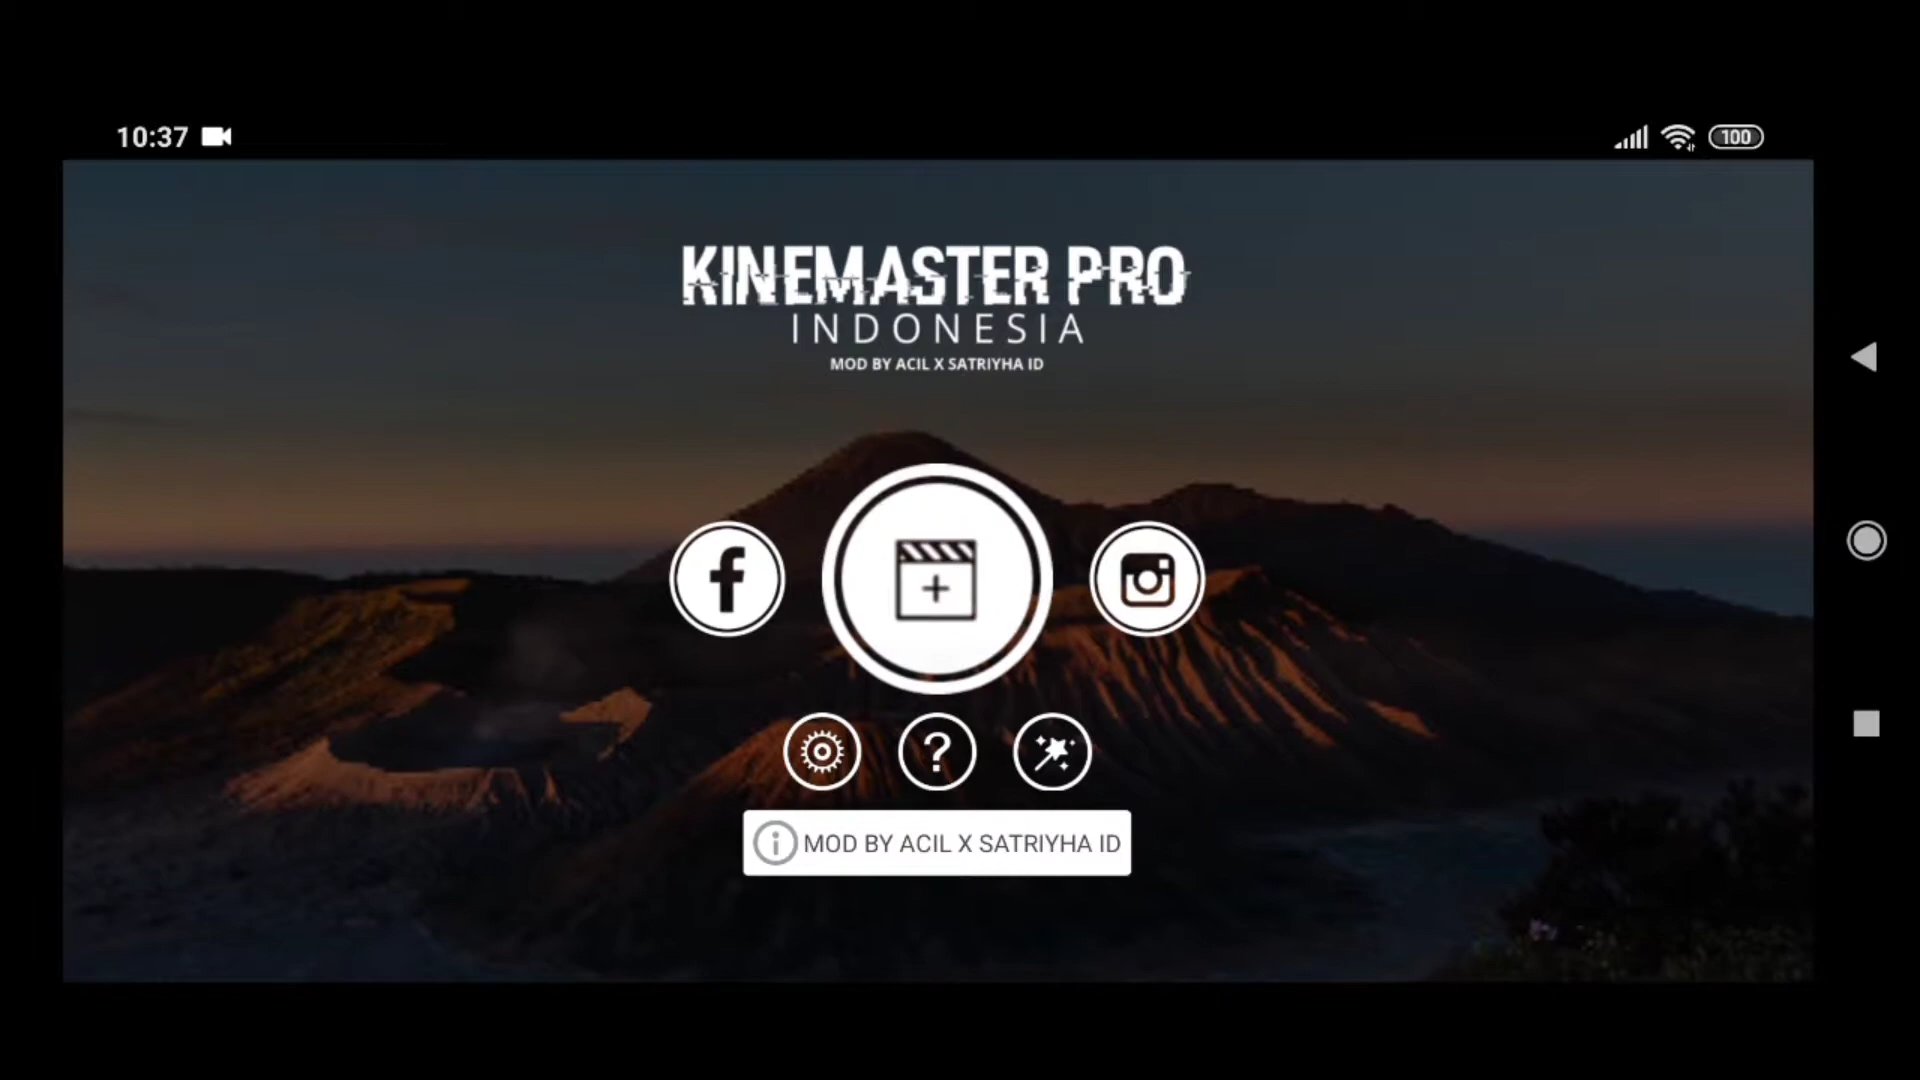 10:37
100
KINEMASTER PRO
INDONESIA
MOD BY ACIL X SATRIYHA ID
MOD BY ACIL X SATRIYHA ID